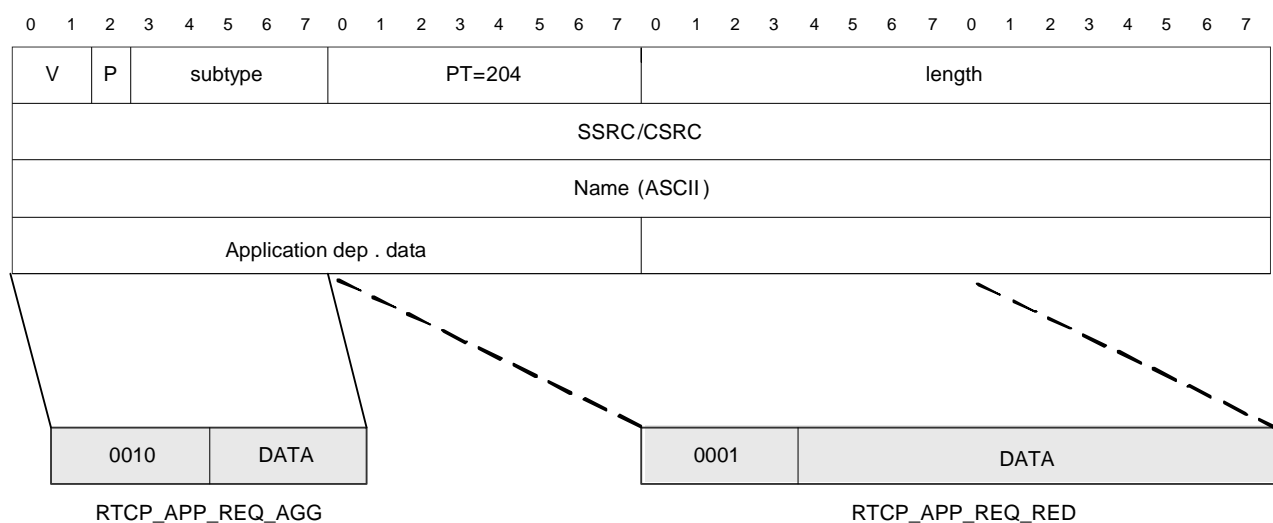 0 1 2 3 4 5 6 7 0 1 2 3 4 5 6 7 0 1 2 3 4 5 6 7 0 1 2 3 4 5 6 7
V P subtype PT=204 length
SSRC/CSRC
Name (ASCII)
Application dep . data
0010 DATA 0001 DATA
RTCP_APP_REQ_AGG RTCP_APP_REQ_RED